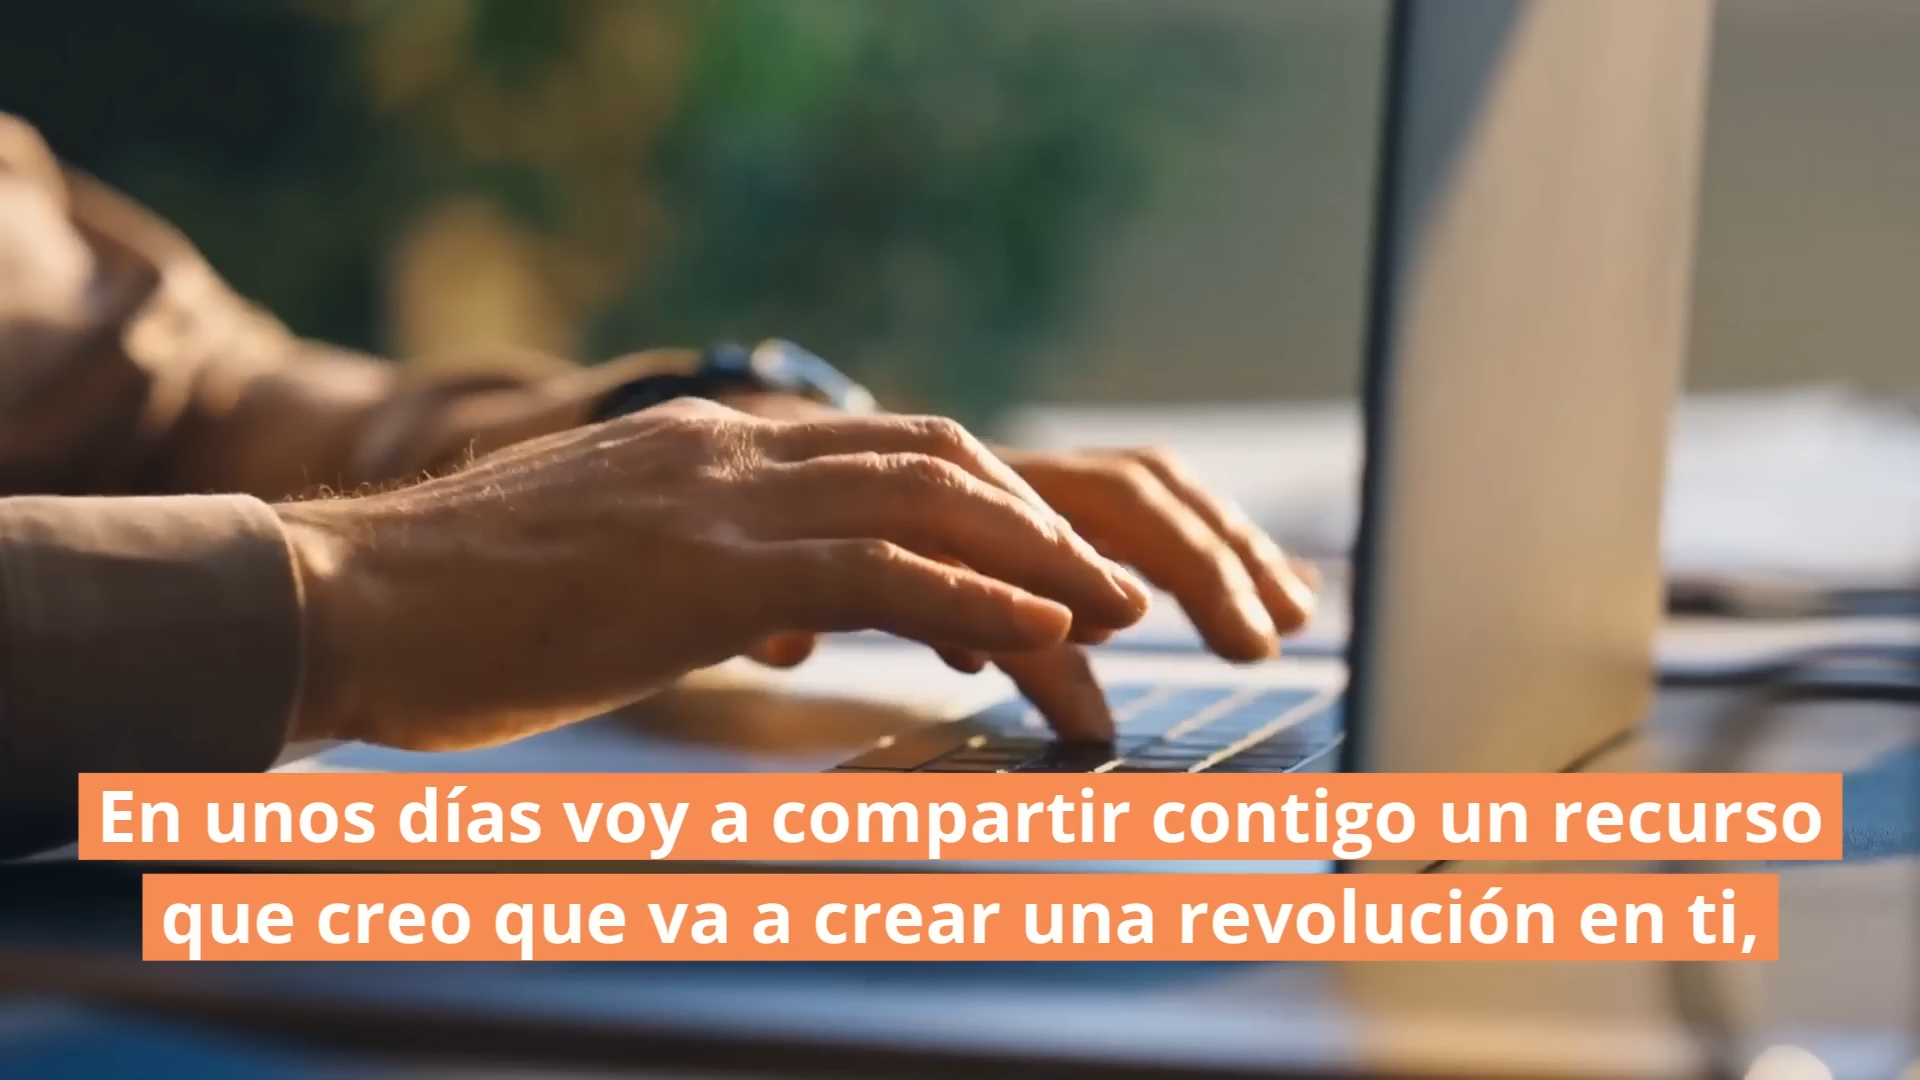 En unos días voy a compartir contigo un recurso
que creo que va a crear una revolución en ti,